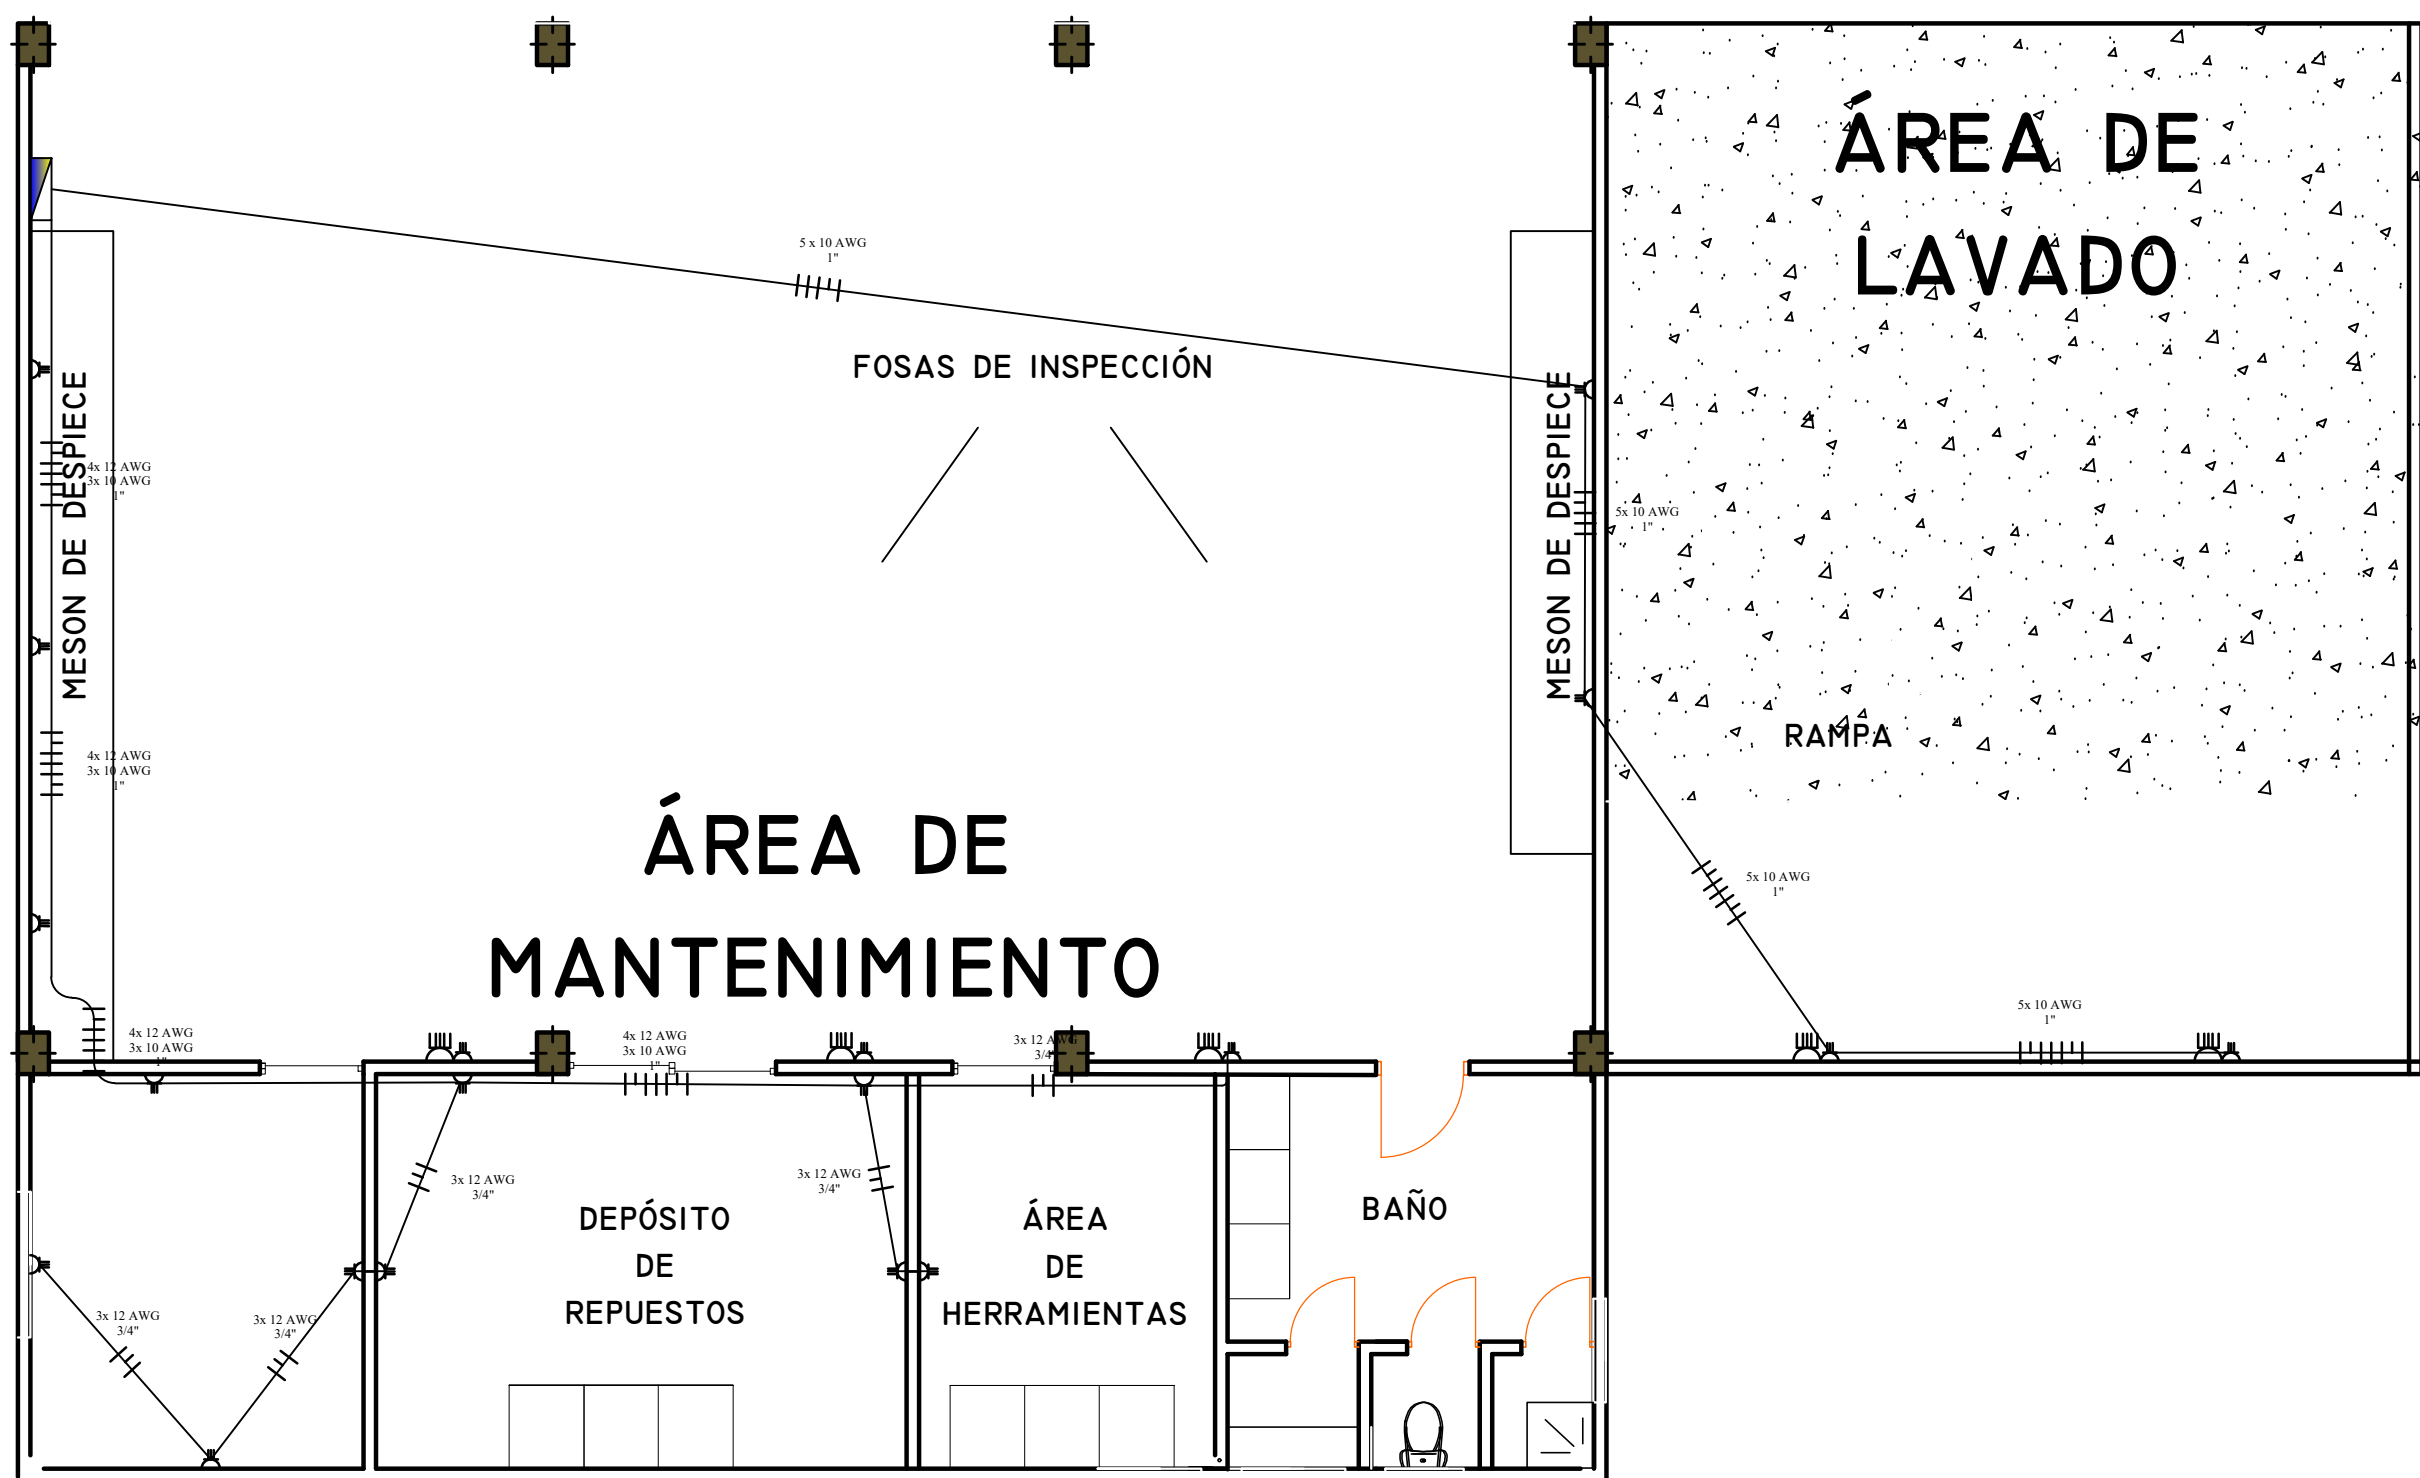 ÁREA DE
LAVADO
5 x 10 AWG
1"
FOSAS DE INSPECCIÓN
MESON DE DESPIECE
4x 12 AWG
3x 10 AWG
1"
MESON DE DESPIECE
5x 10 AWG
1"
RAMPA
4x 12 AWG
3x 10 AWG
1"
ÁREA DE
MANTENIMIENTO
5x 10 AWG
1"
5x 10 AWG
1"
4x 12 AWG
3x 10 AWG
1"
4x 12 AWG
3x 10 AWG
1"
3x 12 AWG
3/4"
3x 12 AWG
3/4"
3x 12 AWG
3/4"
DEPÓSITO
DE
REPUESTOS
ÁREA
DE
HERRAMIENTAS
BAÑO
3x 12 AWG
3/4"
3x 12 AWG
3/4"